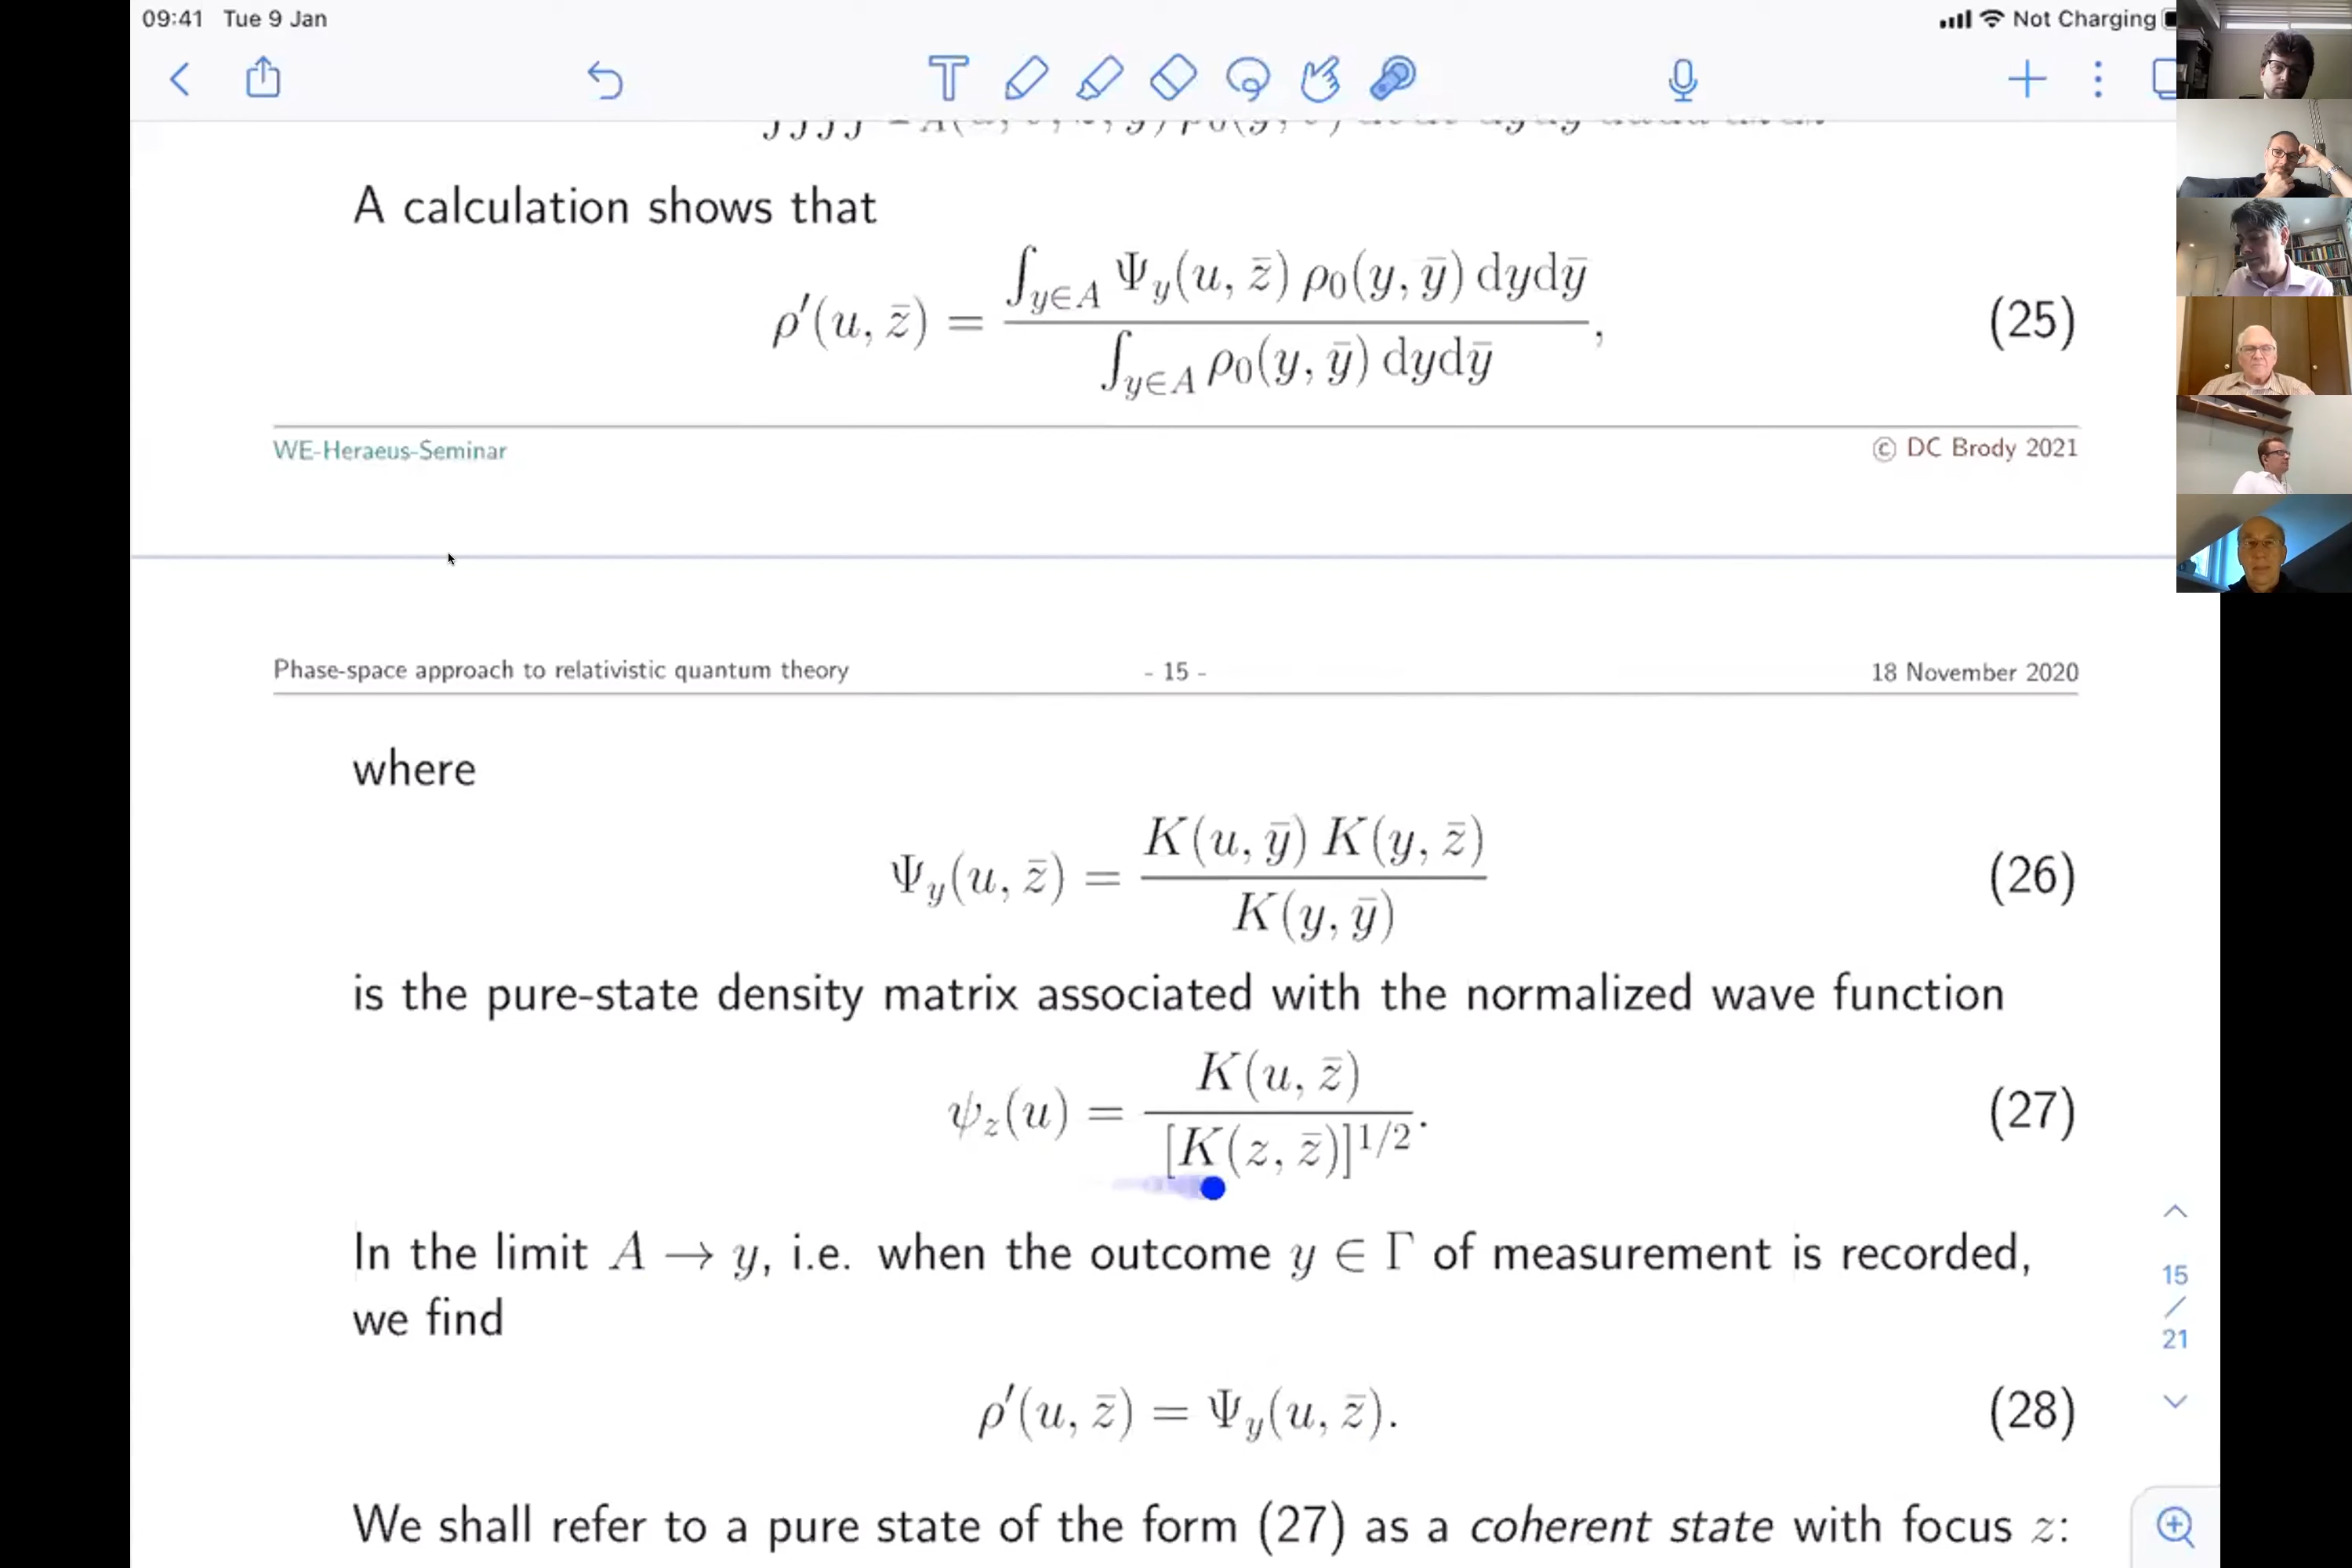 09:41 Tue 9 Jan
Not Charging
A calculation shows that
ρ′(u, z̄) = ∫_{y∈A} Ψ_y(u, z̄) ρ₀(y, ȳ) dydȳ / ∫_{y∈A} ρ₀(y, ȳ) dydȳ, (25)
WE-Heraeus-Seminar © DC Brody 2021
Phase-space approach to relativistic quantum theory - 15 - 18 November 2020
where
Ψ_y(u, z̄) = K(u, ȳ) K(y, z̄) / K(y, ȳ) (26)
is the pure-state density matrix associated with the normalized wave function
ψ_z(u) = K(u, z̄) / [K(z, z̄)]^{1/2}. (27)
In the limit A → y, i.e. when the outcome y ∈ Γ of measurement is recorded,
we find
ρ′(u, z̄) = Ψ_y(u, z̄). (28)
We shall refer to a pure state of the form (27) as a coherent state with focus z:
15
/
21